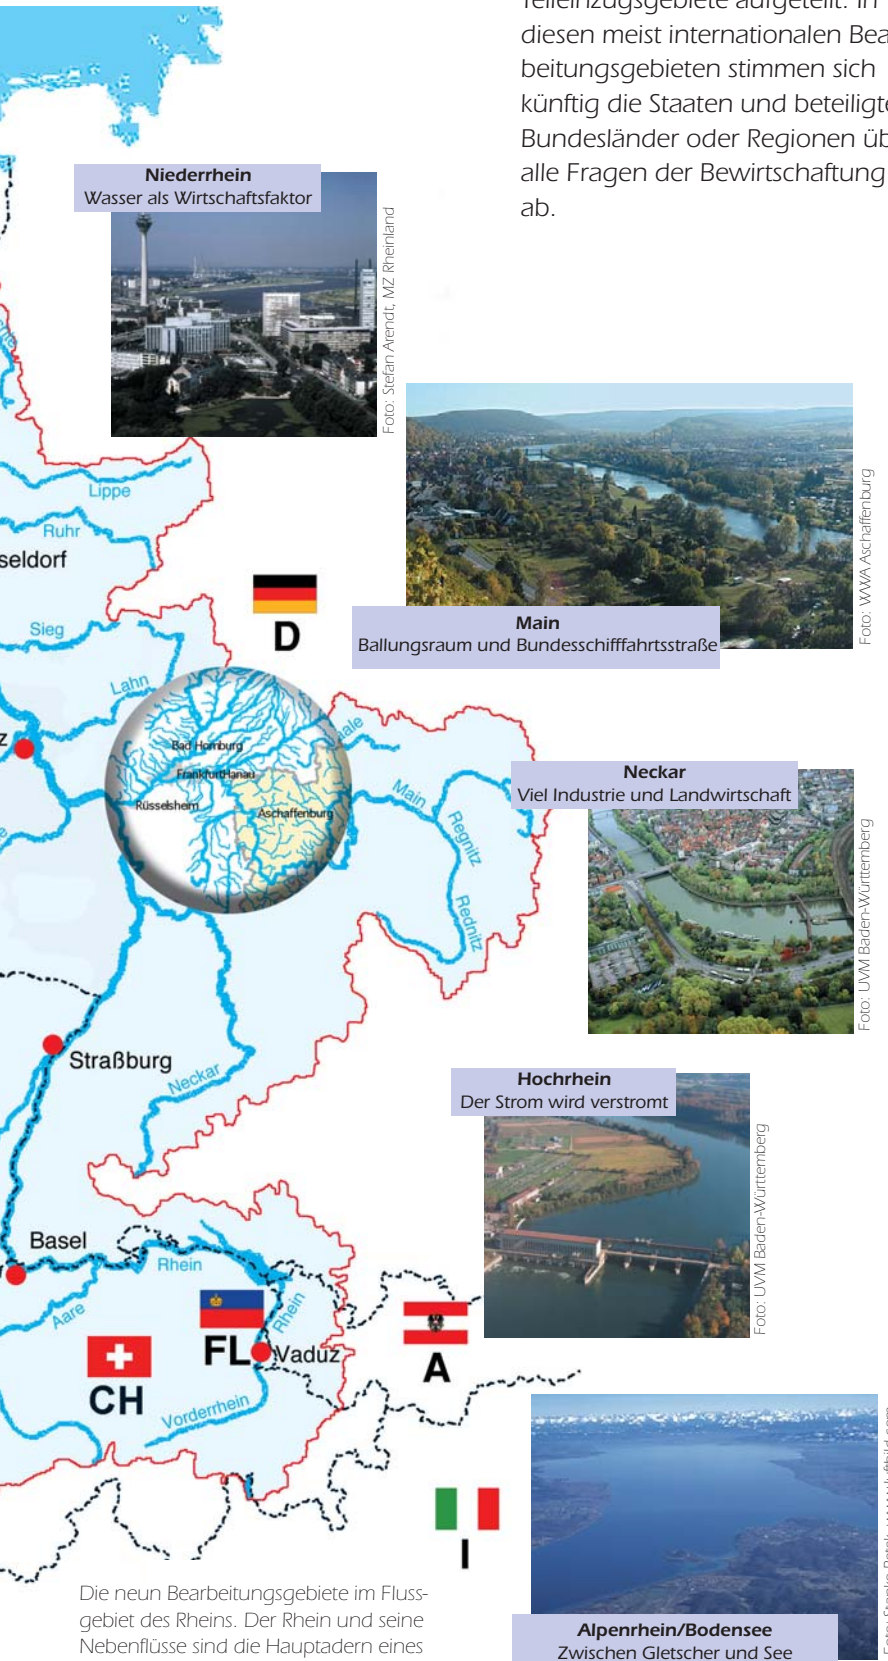 diesen meist internationalen Bea-
beitungsgebieten stimmen sich
künftig die Staaten und beteiligte
Bundesländer oder Regionen üb
alle Fragen der Bewirtschaftung
ab.
Niederrhein
Wasser als Wirtschaftsfaktor
Foto: Stefan Arendt, MZ Rheinland
Lippe
Ruhr
seldorf
Sieg
Lahn
D
Main
Ballungsraum und Bundesschifffahrtsstraße
Foto: WWA Aschaffenburg
z
Bad Homburg
Frankfurt Hanau
Rüsselsheim
Aschaffenburg
ale
Main
Regnitz
Rednitz
Neckar
Viel Industrie und Landwirtschaft
Foto: UVM Baden-Württemberg
Straßburg
Neckar
Hochrhein
Der Strom wird verstromt
Foto: UVM Baden-Württemberg
Basel
Rhein
Aare
Rhein
FL
Vaduz
CH
A
Vorderrhein
I
Alpenrhein/Bodensee
Zwischen Gletscher und See
Die neun Bearbeitungsgebiete im Fluss-
gebiet des Rheins. Der Rhein und seine
Nebenflüsse sind die Hauptadern eines